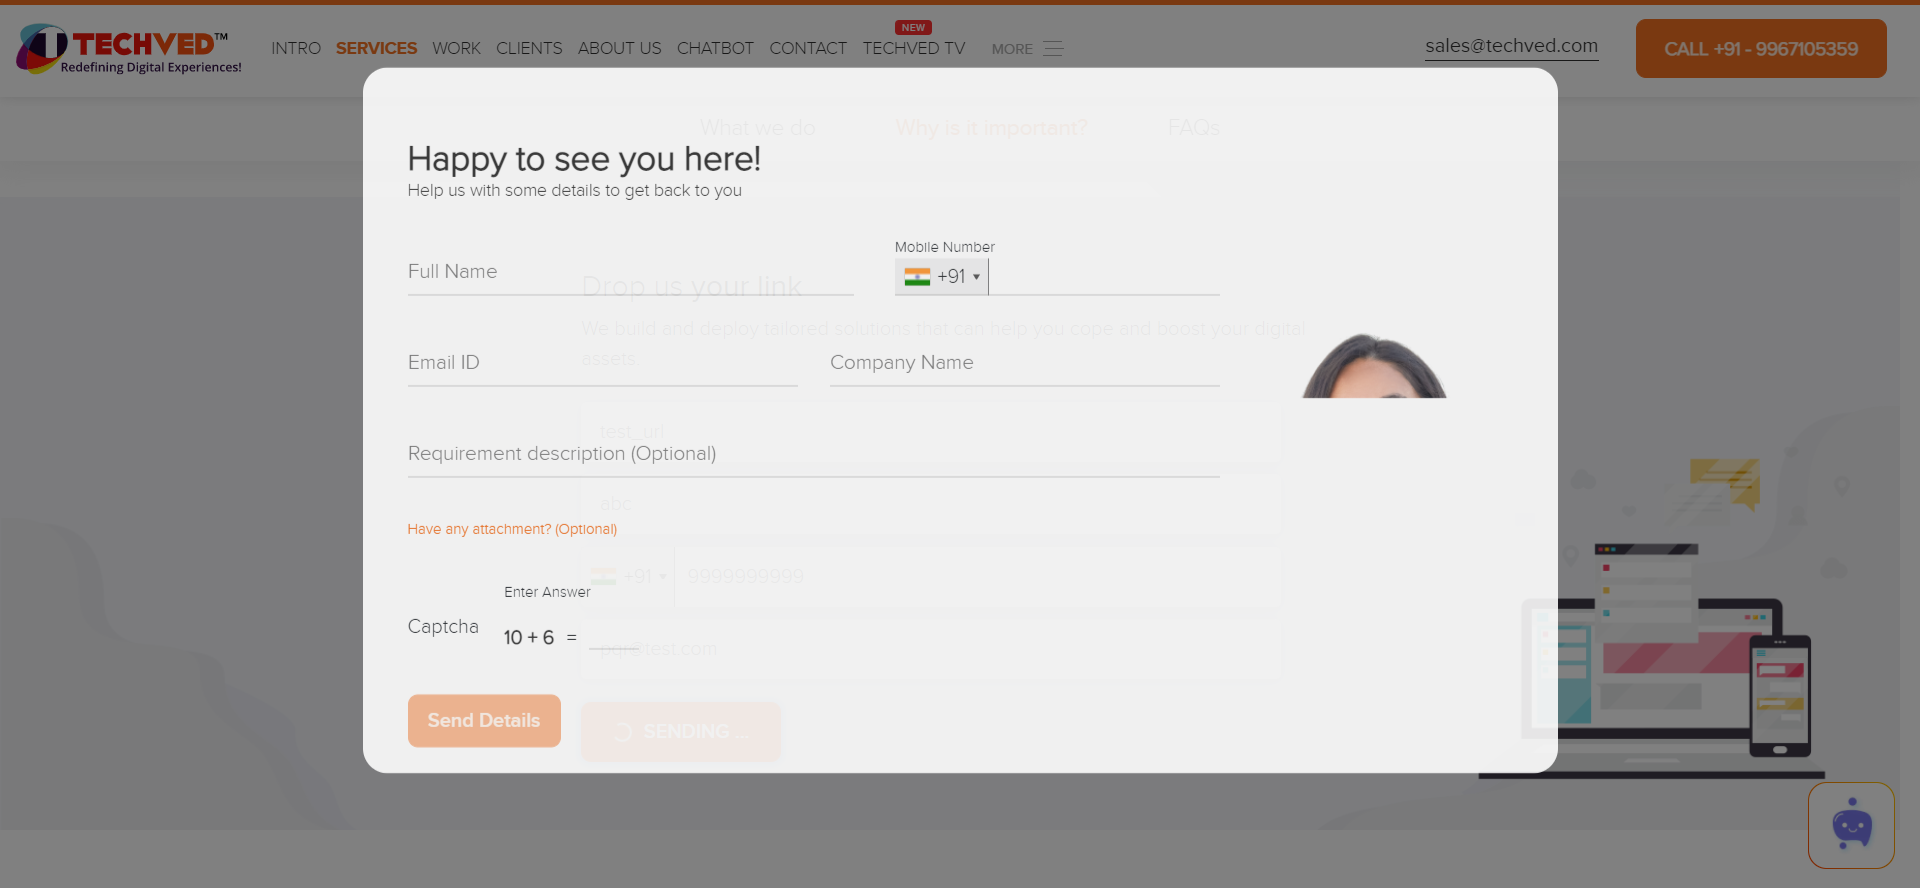 TECHVED™
Redefining Digital Experiences!
INTRO SERVICES WORK CLIENTS ABOUT US CHATBOT CONTACT TECHVED TV MORE
NEW
sales@techved.com
CALL +91 - 9967105359
What we do Why is it important? FAQs
Happy to see you here!
Help us with some details to get back to you
Full Name
Mobile Number
+91
Drop us your link
We build and deploy tailored solutions that can help you cope and boost your digital
assets
Email ID
Company Name
test_url
Requirement description (Optional)
abc
Have any attachment? (Optional)
+91 9999999999
Enter Answer
Captcha
10 + 6 =
pqr@test.com
Send Details
SENDING ...